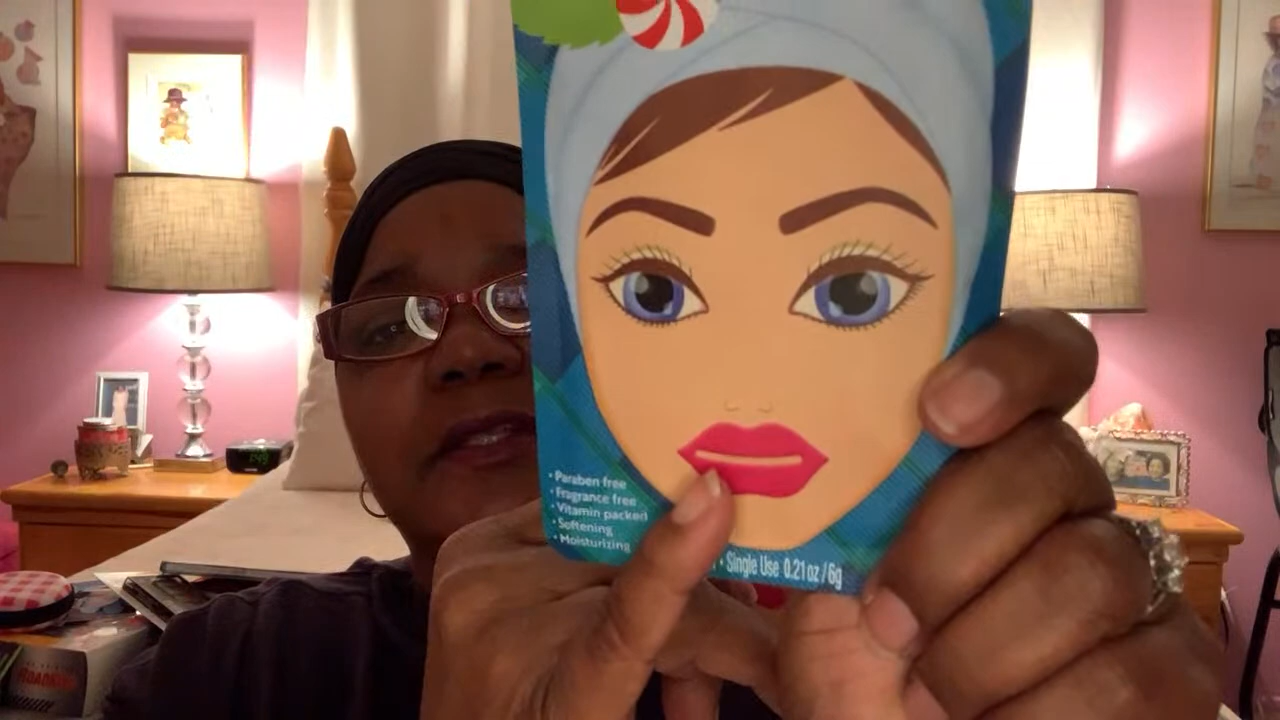 • Paraben free
• Fragrance free
• Vitamin packed
• Softening
• Moisturizing
• Single Use 0.21 oz / 6g